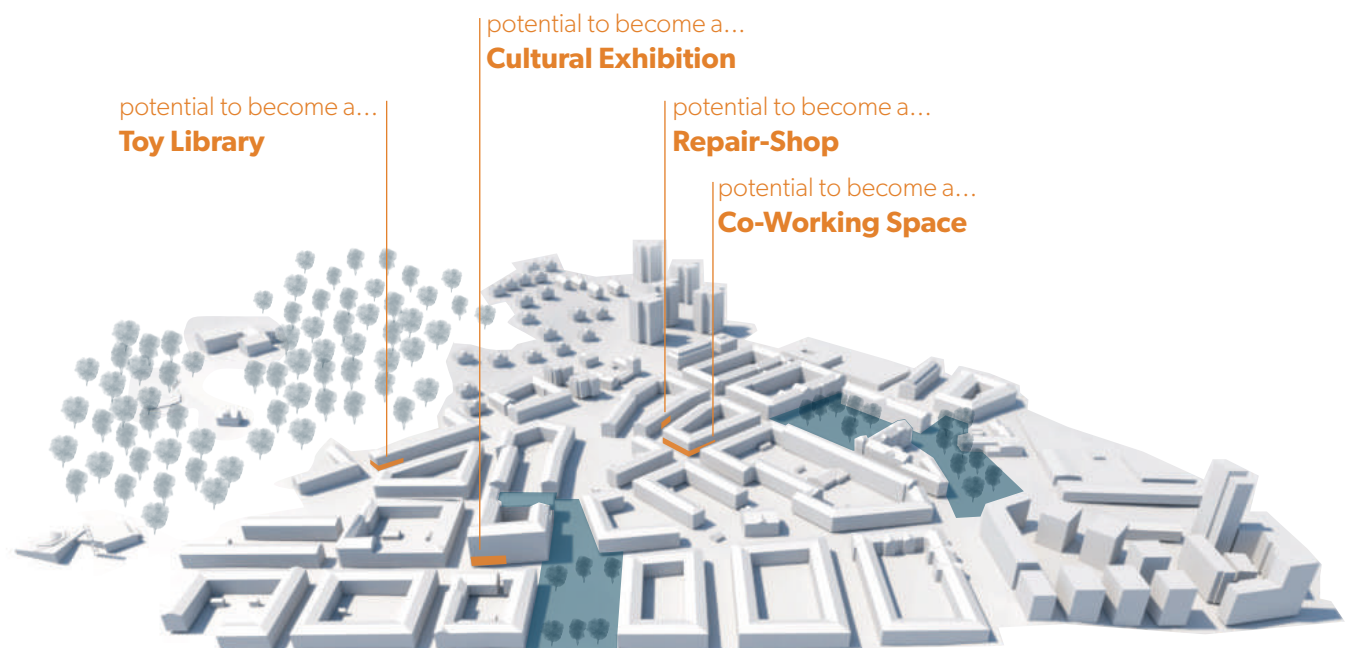 potential to become a...
Cultural Exhibition
potential to become a...
Toy Library
potential to become a...
Repair-Shop
potential to become a...
Co-Working Space